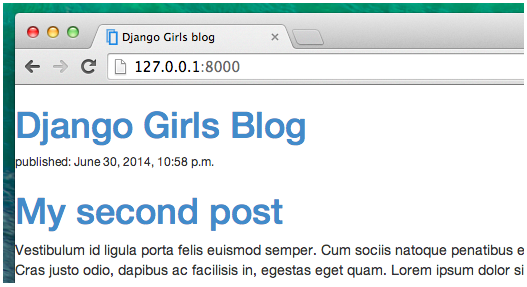 Django Girls blog
127.0.0.1:8000
Django Girls Blog
published: June 30, 2014, 10:58 p.m.
My second post
Vestibulum id ligula porta felis euismod semper. Cum sociis natoque penatibus e
Cras justo odio, dapibus ac facilisis in, egestas eget quam. Lorem ipsum dolor si